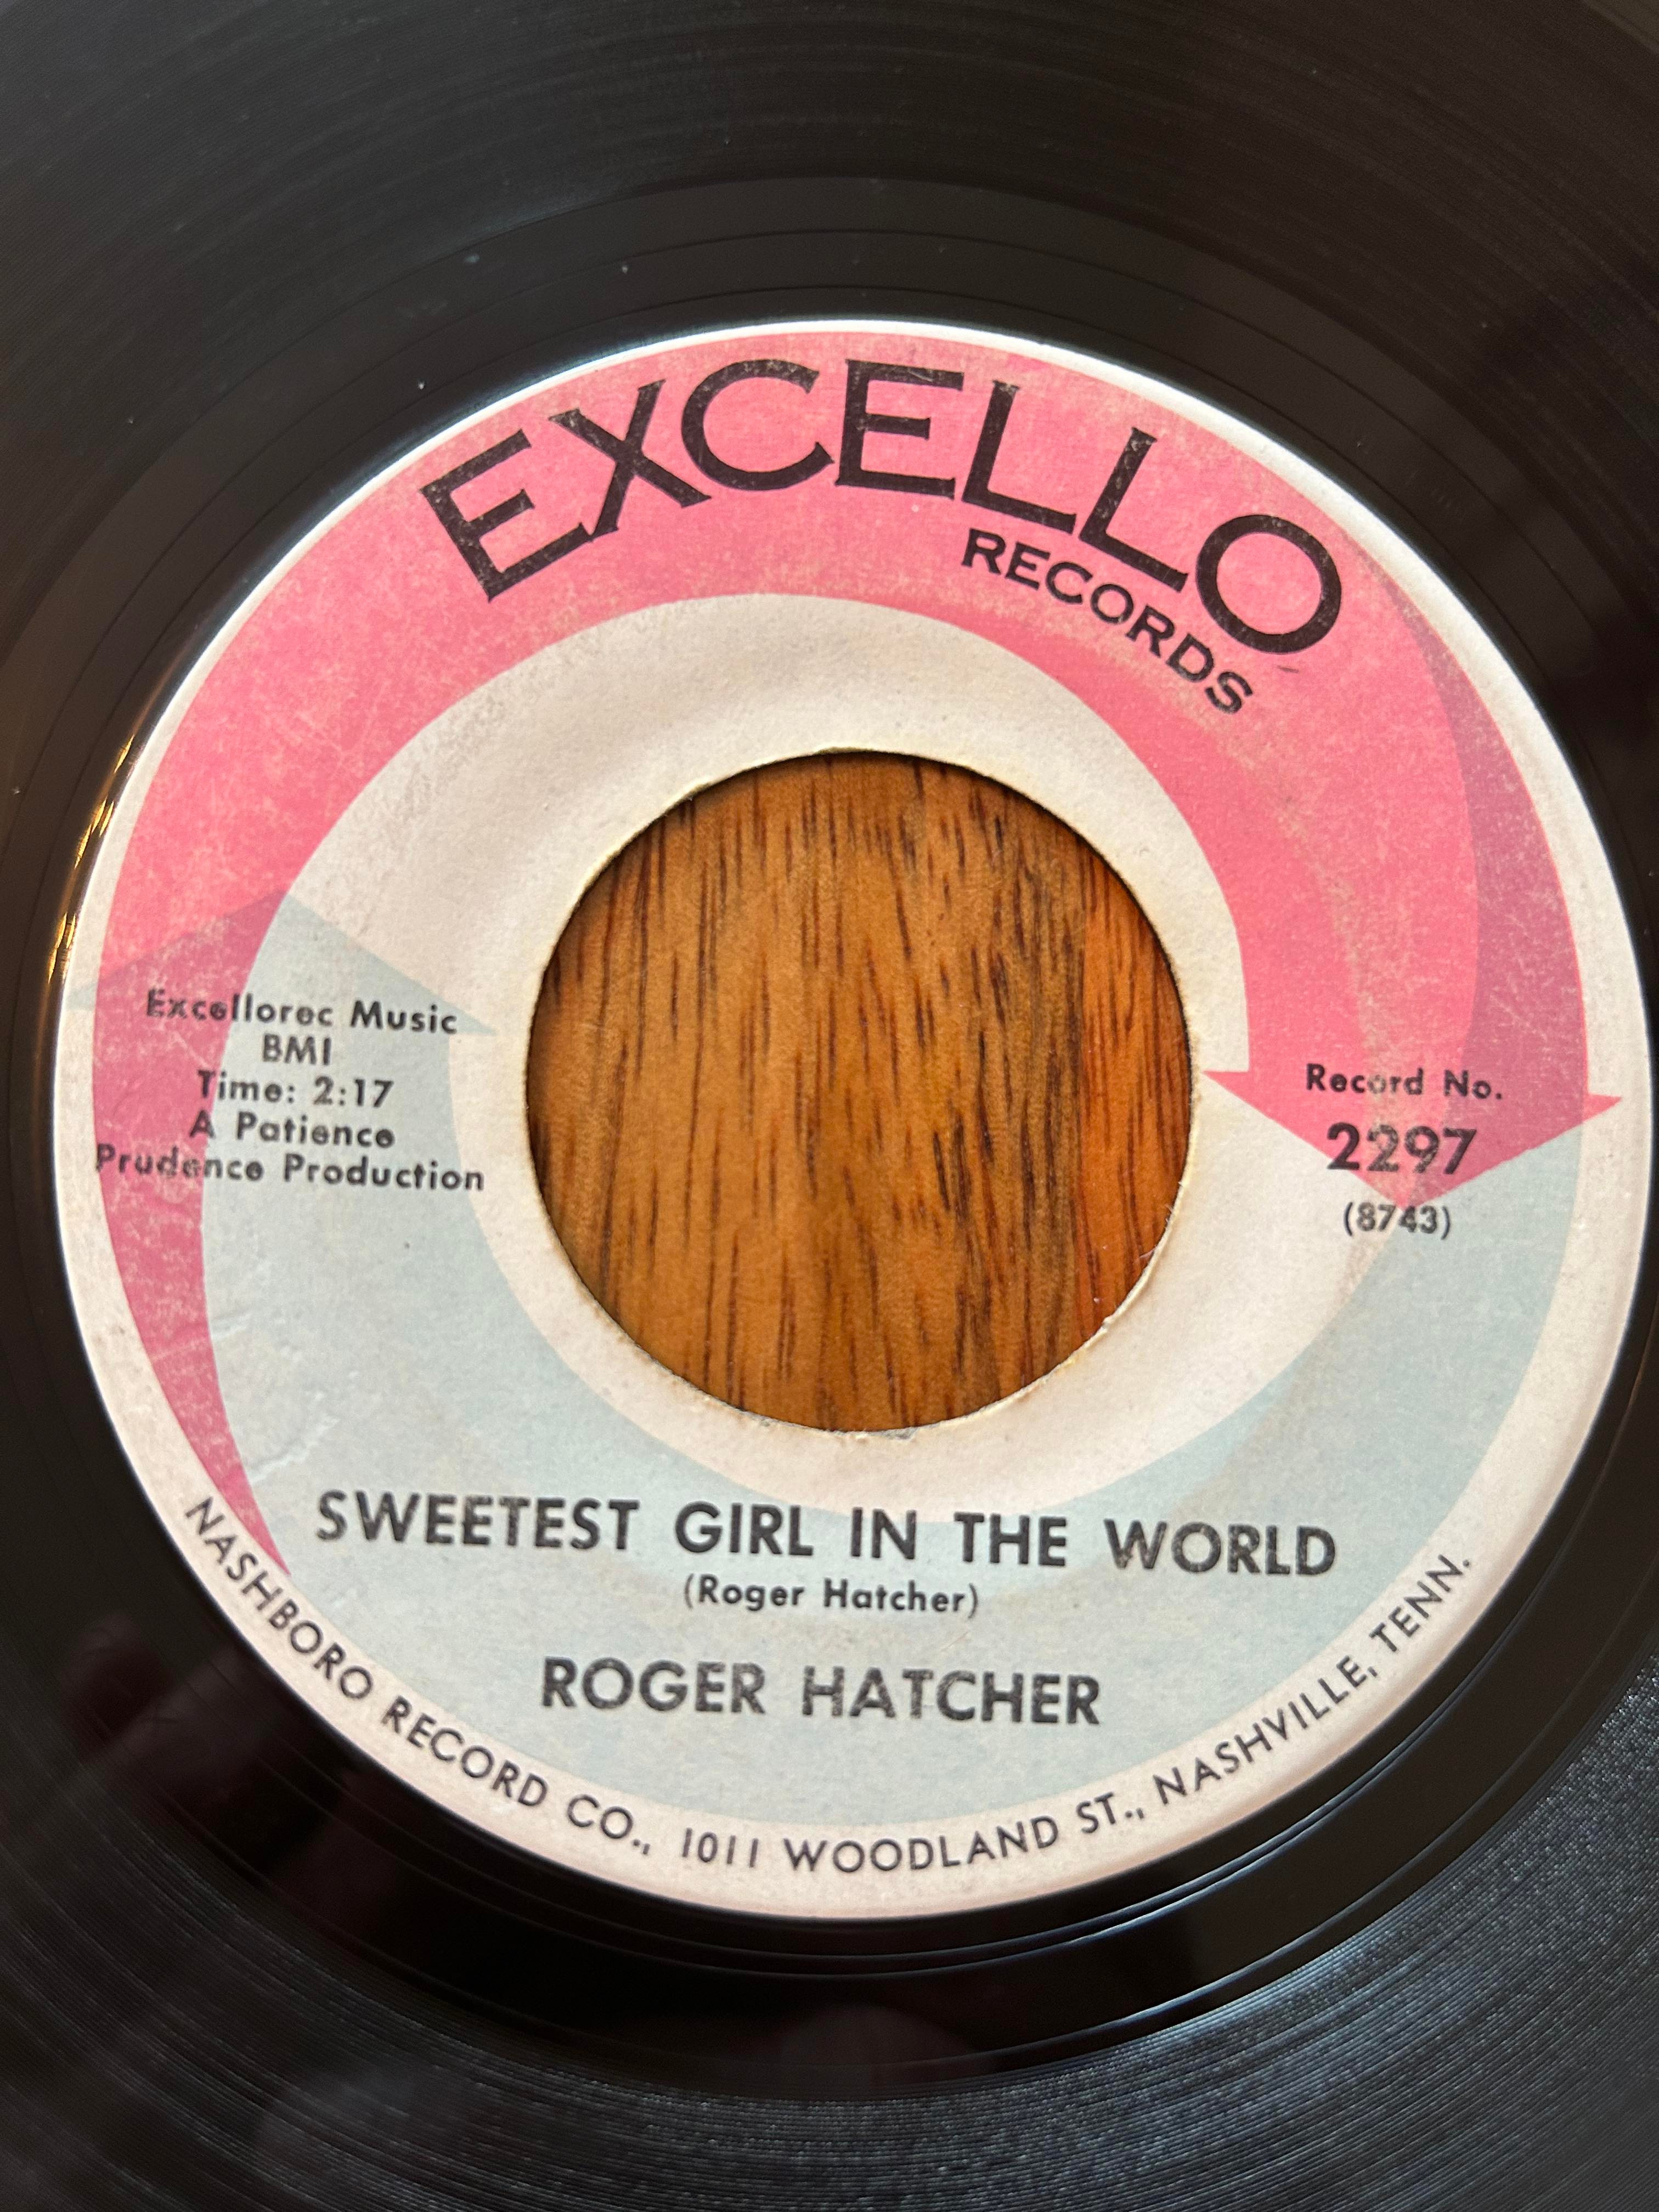 EXCELLO
RECORDS
Excellorec Music
BMI
Time: 2:17
A Patience
Prudence Production
Record No.
2297
(8743)
SWEETEST GIRL IN THE WORLD
(Roger Hatcher)
ROGER HATCHER
NASHBORO RECORD CO., 1011 WOODLAND ST., NASHVILLE, TENN.